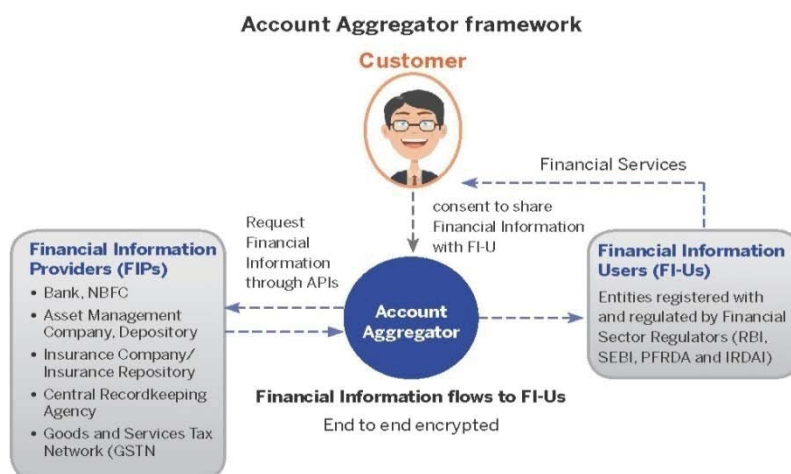 Account Aggregator framework
Customer
Financial Services
consent to share
Financial Information
with FI-U
Request
Financial
Information
through APIs
Financial Information
Providers (FIPs)
• Bank, NBFC
• Asset Management
Company, Depository
• Insurance Company/
Insurance Repository
• Central Recordkeeping
Agency
• Goods and Services Tax
Network (GSTN
Account
Aggregator
Financial Information flows to FI-Us
End to end encrypted
Financial Information
Users (FI-Us)
Entities registered with
and regulated by Financial
Sector Regulators (RBI,
SEBI, PFRDA and IRDAI)